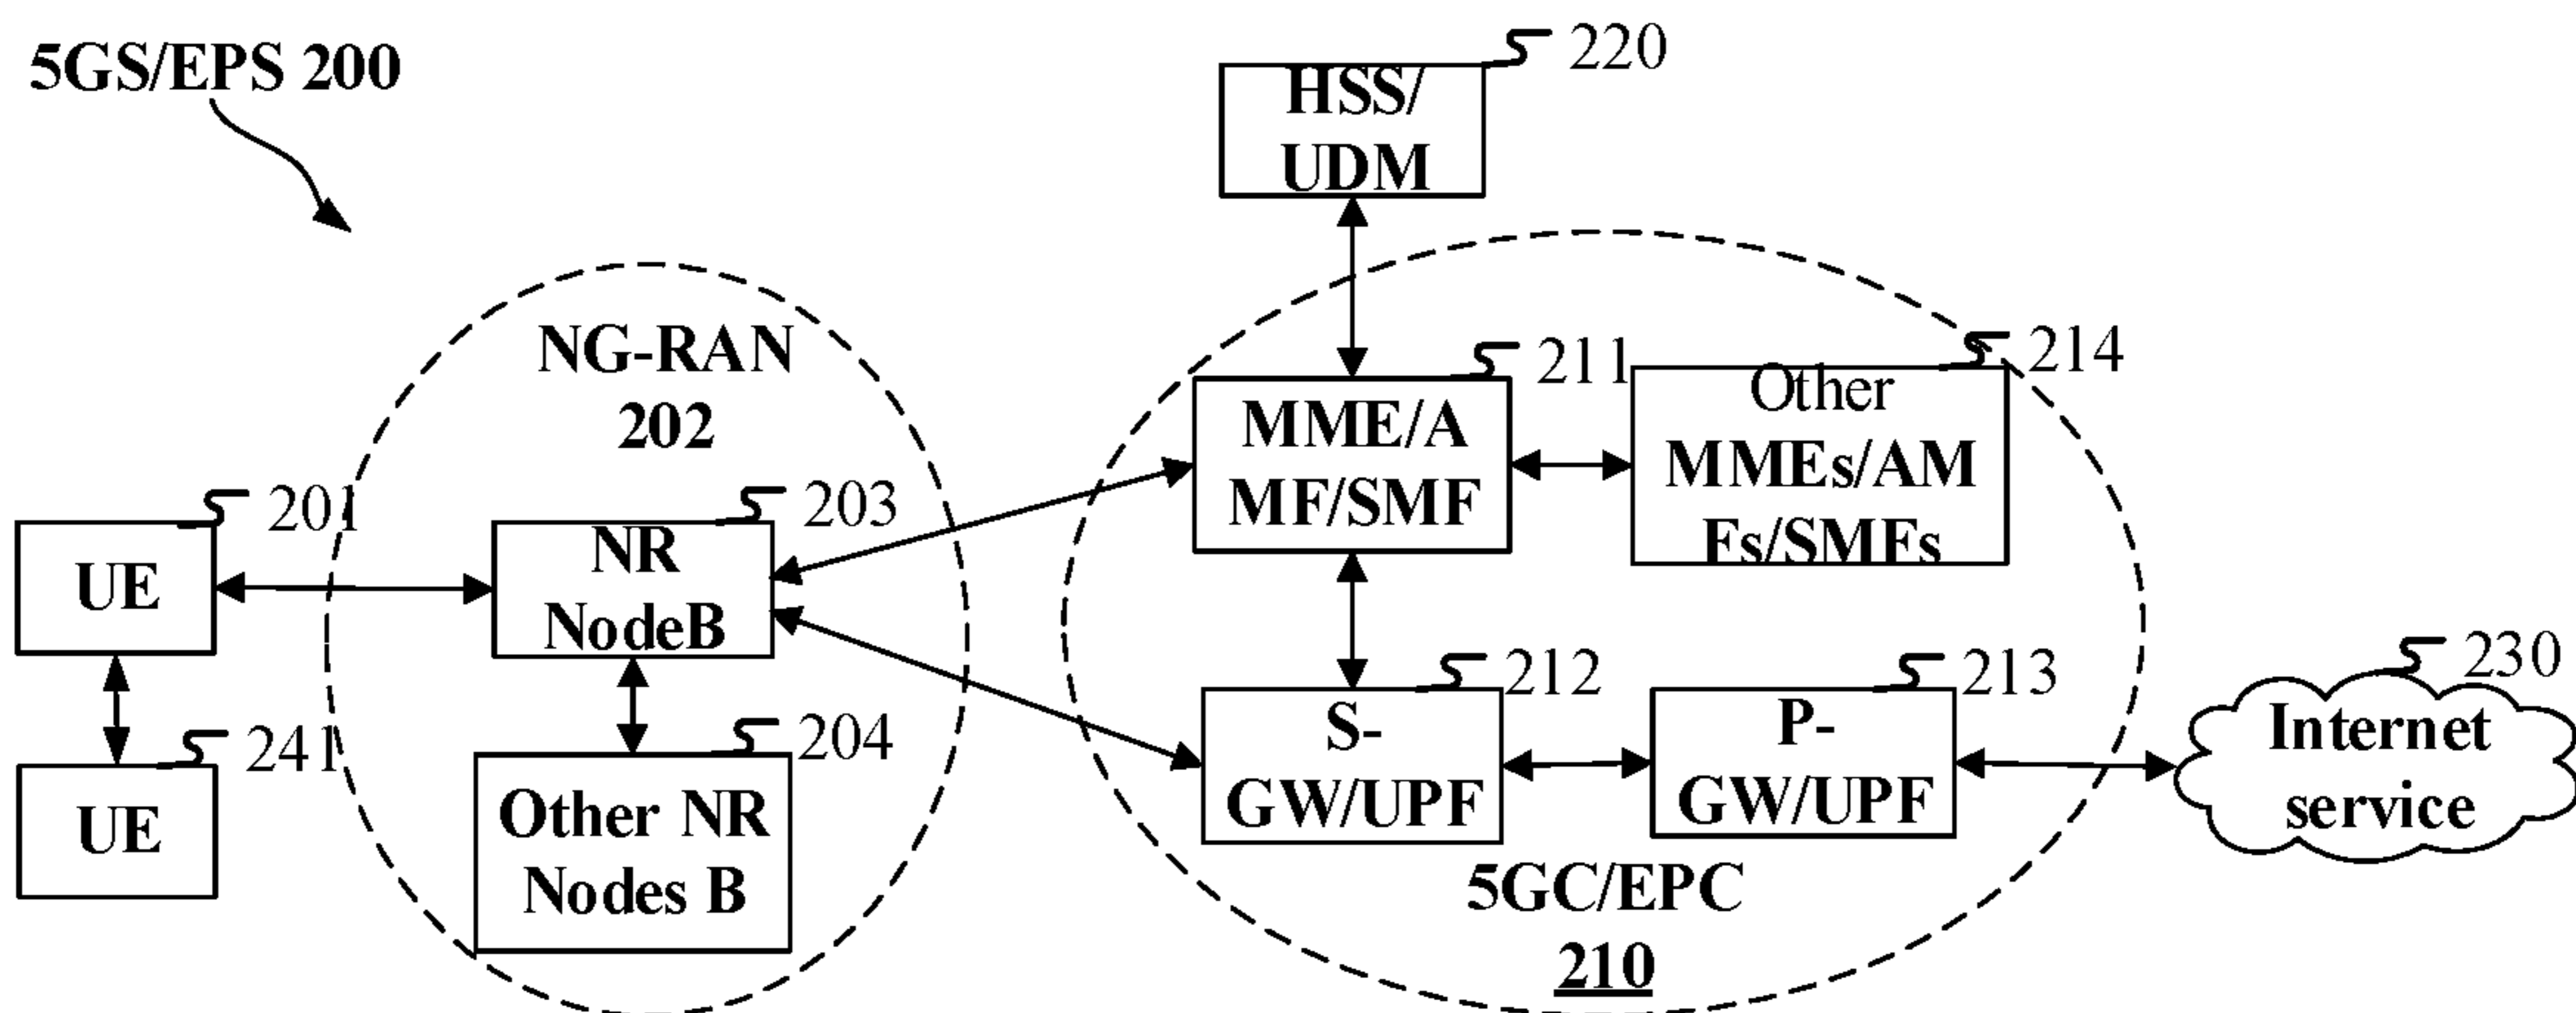 5GS/EPS 200
220
HSS/
UDM
NG-RAN
202
211
MME/A
MF/SMF
214
Other
MMEs/AM
Fs/SMFs
201
UE
203
NR
NodeB
241
UE
204
Other NR
Nodes B
212
S-
GW/UPF
213
P-
GW/UPF
230
Internet
service
5GC/EPC
210